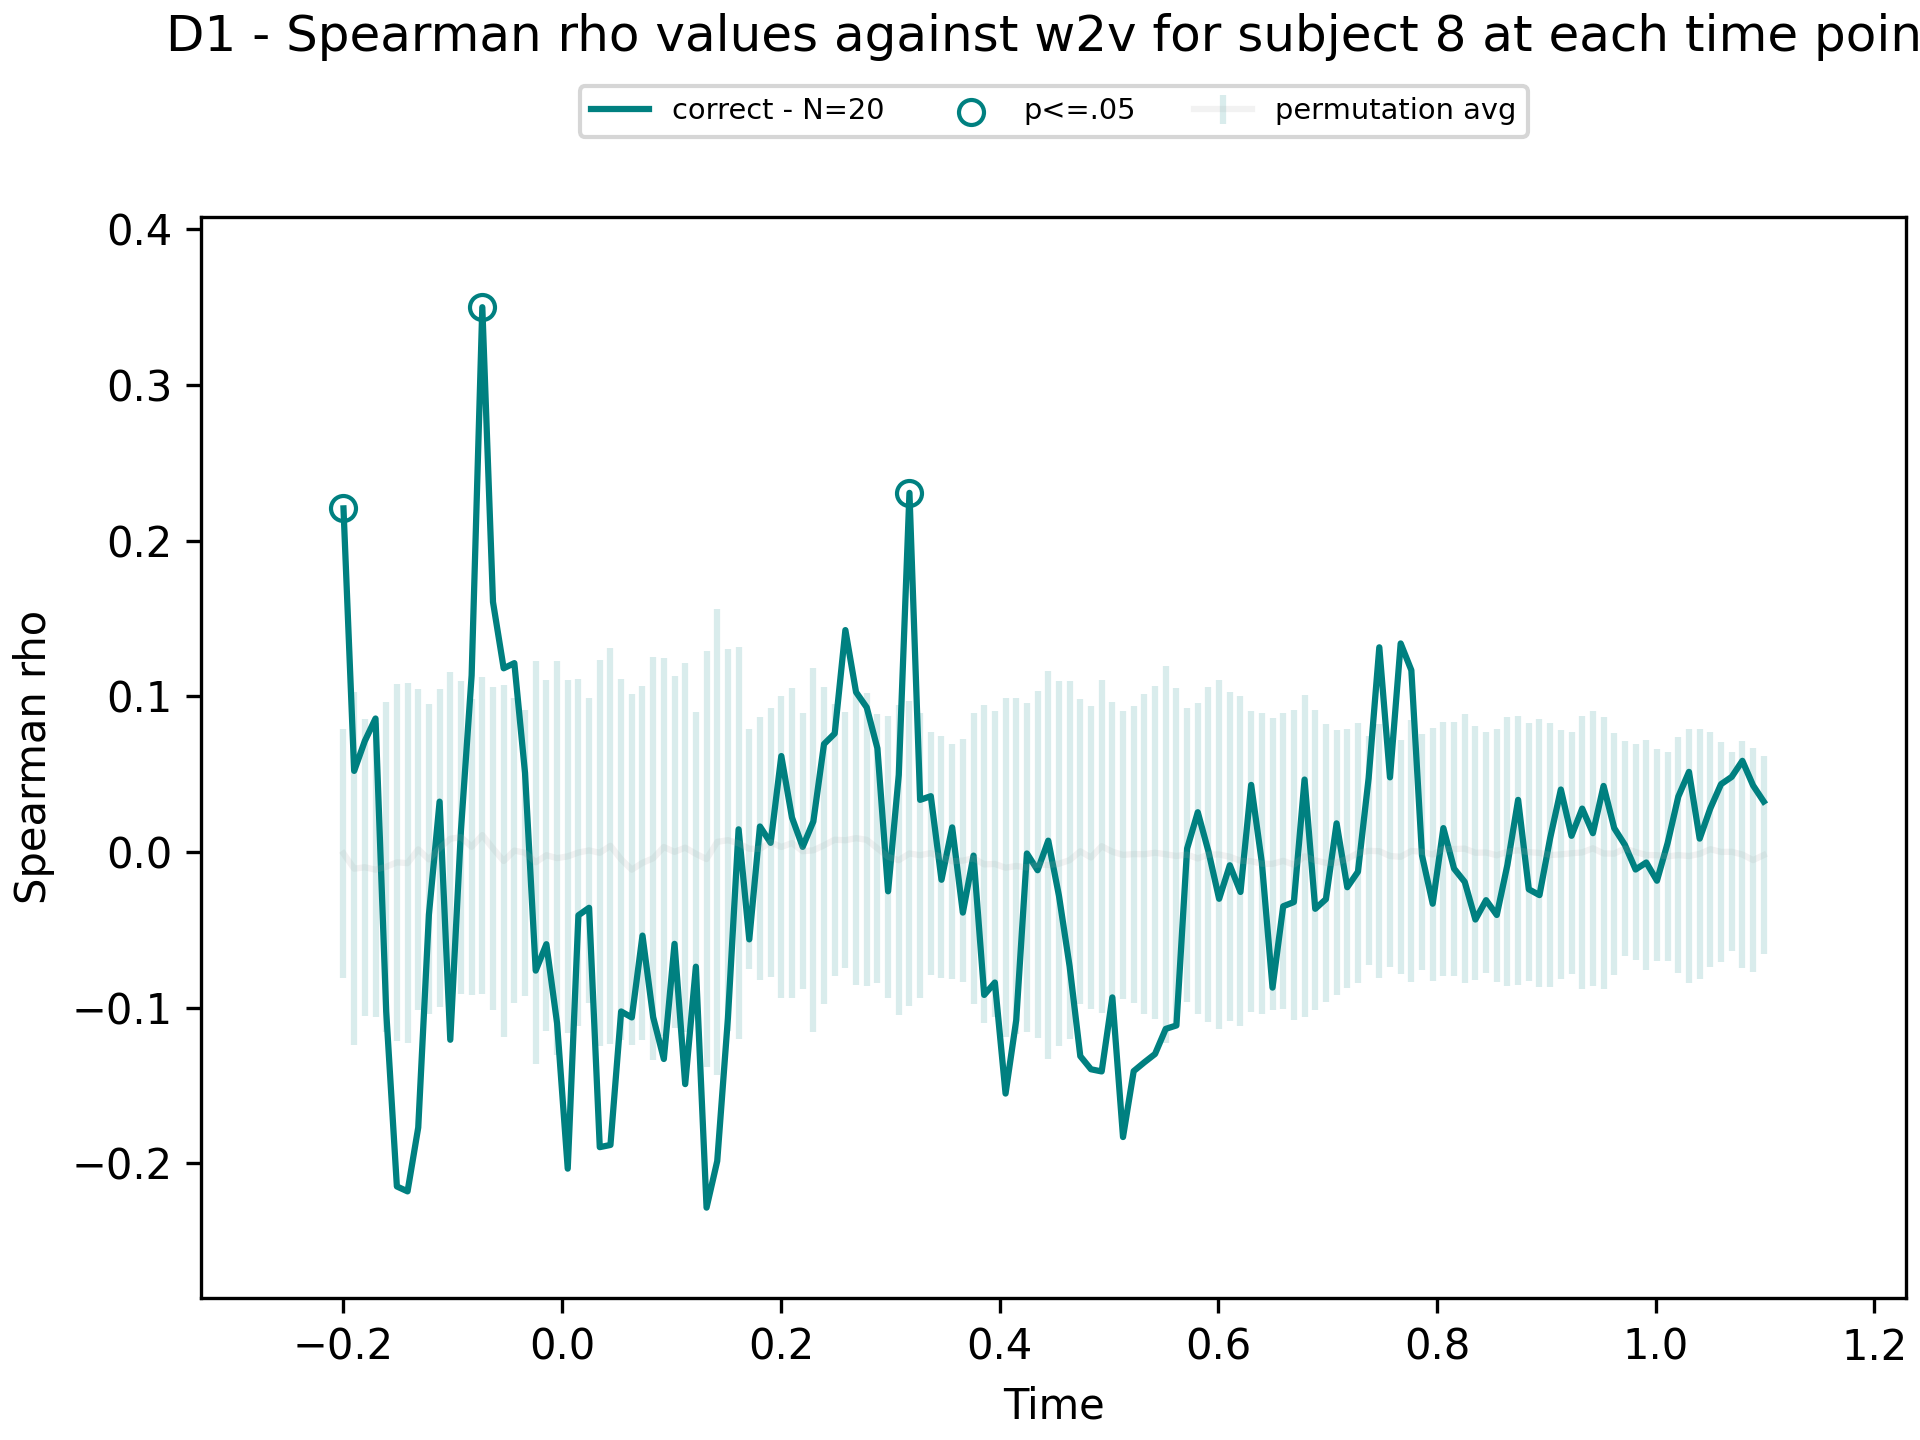 D1 - Spearman rho values against w2v for subject 8 at each time poin
correct - N=20 p<=.05 permutation avg
0.4
0.3
0.2
0.1
0.0
−0.1
−0.2
Spearman rho
−0.2 0.0 0.2 0.4 0.6 0.8 1.0 1.2
Time